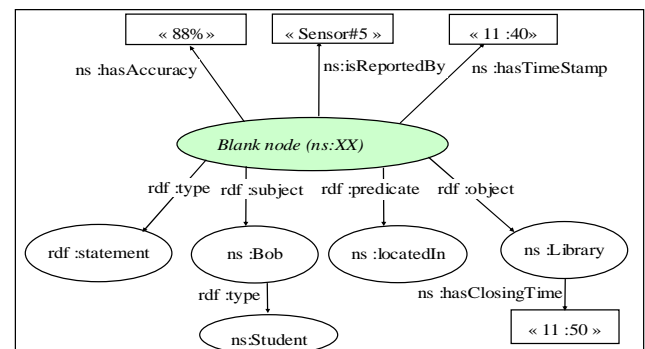 « 88% »
« Sensor#5 »
« 11 :40»
ns :hasAccuracy
ns:isReportedBy
ns :hasTimeStamp
Blank node (ns:XX)
rdf :type
rdf :subject
rdf :predicate
rdf :object
rdf :statement
ns :Bob
ns :locatedIn
ns :Library
rdf :type
ns :hasClosingTime
ns:Student
« 11 :50 »